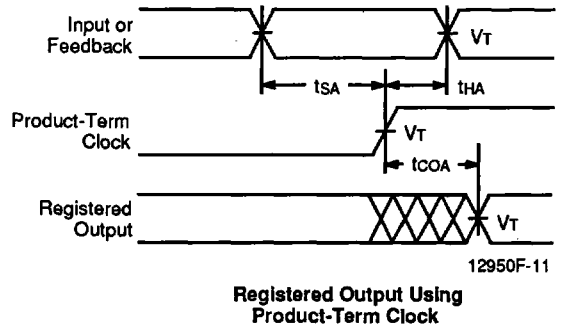 Input or
Feedback
VT
tSA
tHA
Product-Term
Clock
VT
tCOA
Registered
Output
VT
12950F-11
Registered Output Using
Product-Term Clock